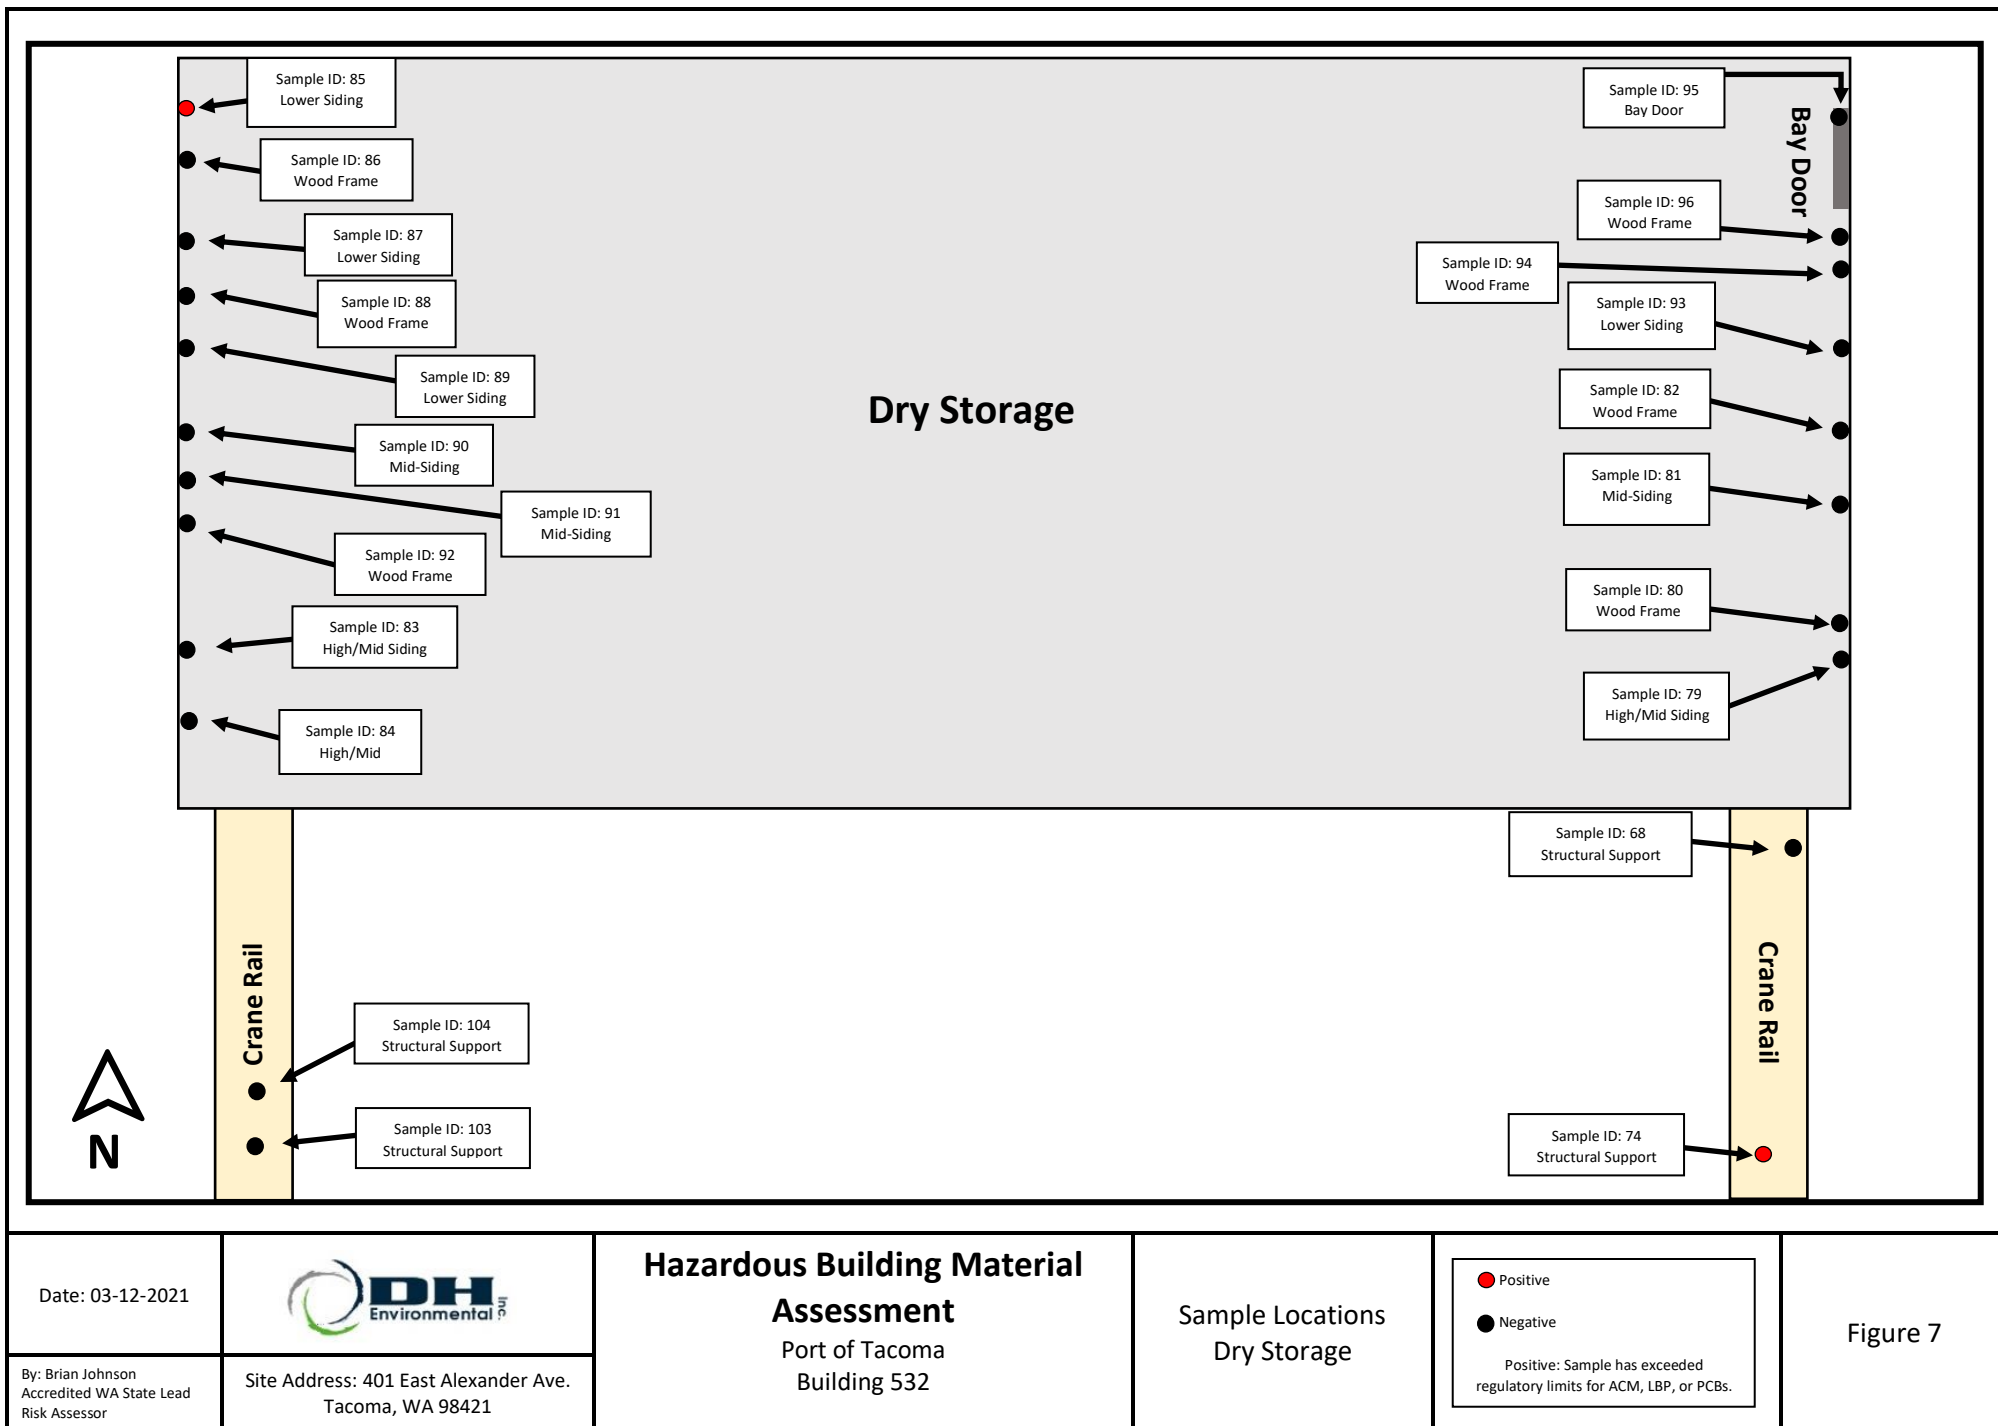 Sample ID: 85
Lower Siding
Sample ID: 86
Wood Frame
Sample ID: 87
Lower Siding
Sample ID: 88
Wood Frame
Sample ID: 89
Lower Siding
Sample ID: 90
Mid-Siding
Sample ID: 91
Mid-Siding
Sample ID: 92
Wood Frame
Sample ID: 83
High/Mid Siding
Sample ID: 84
High/Mid
Dry Storage
Sample ID: 95
Bay Door
Bay Door
Sample ID: 96
Wood Frame
Sample ID: 94
Wood Frame
Sample ID: 93
Lower Siding
Sample ID: 82
Wood Frame
Sample ID: 81
Mid-Siding
Sample ID: 80
Wood Frame
Sample ID: 79
High/Mid Siding
Sample ID: 68
Structural Support
Crane Rail
Crane Rail
Sample ID: 104
Structural Support
Sample ID: 103
Structural Support
Sample ID: 74
Structural Support
N
Date: 03-12-2021
By: Brian Johnson
Accredited WA State Lead
Risk Assessor
DH
Environmental Inc.
Site Address: 401 East Alexander Ave.
Tacoma, WA 98421
Hazardous Building Material
Assessment
Port of Tacoma
Building 532
Sample Locations
Dry Storage
Positive
Negative
Positive: Sample has exceeded
regulatory limits for ACM, LBP, or PCBs.
Figure 7